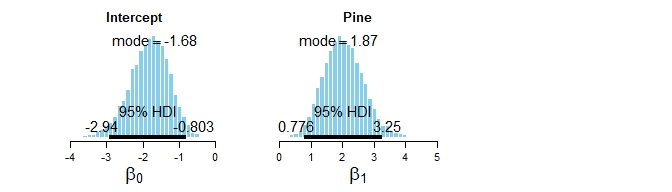 Intercept
mode = -1.68
95% HDI
-2.94 -0.803
-4 -3 -2 -1 0
β0
Pine
mode = 1.87
95% HDI
0.776 3.25
0 1 2 3 4 5
β1